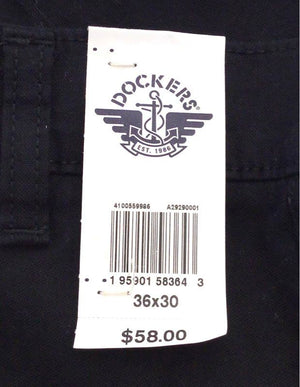 DOCKERS®
EST. 1986
4100559986 A29290001
1 95901 58364 3
36x30
$58.00